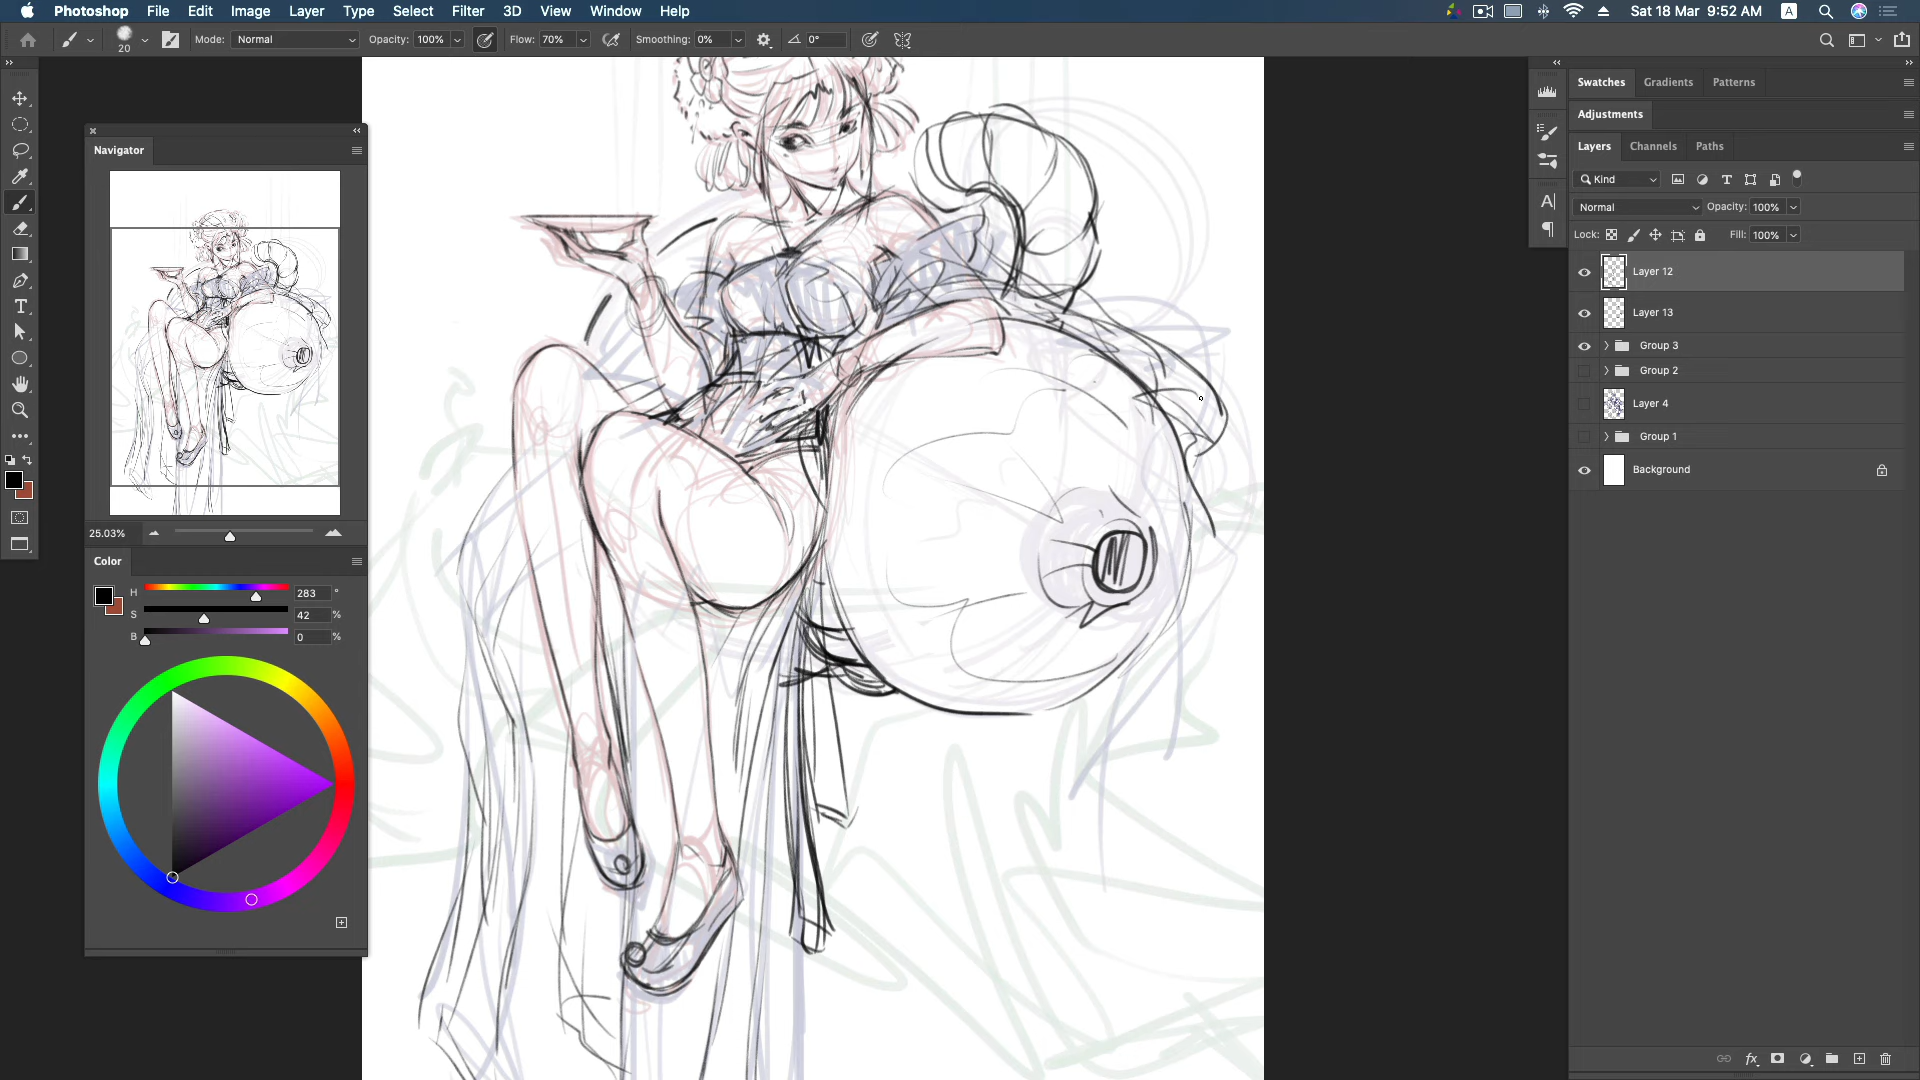 Photoshop File Edit Image Layer Type Select Filter 3D View Window Help Sat 18 Mar 9:52 AM A
20 Mode: Normal Opacity: 100% Flow: 70% Smoothing: 0% 0°
Swatches Gradients Patterns
Adjustments
Layers Channels Paths
Kind
Normal Opacity: 100%
Lock: Fill: 100%
Layer 12
Layer 13
Group 3
Group 2
Layer 4
Group 1
Background
Navigator
25.03%
Color
H 283 °
S 42 %
B 0 %